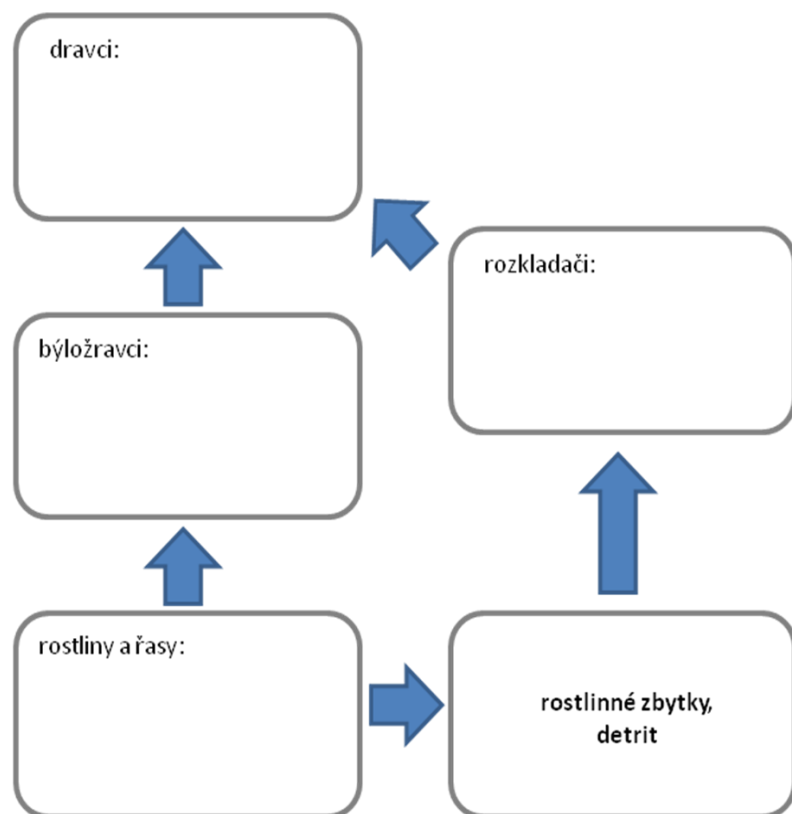 dravci:
rozkladači:
býložravci:
rostliny a řasy:
rostlinné zbytky,
detrit